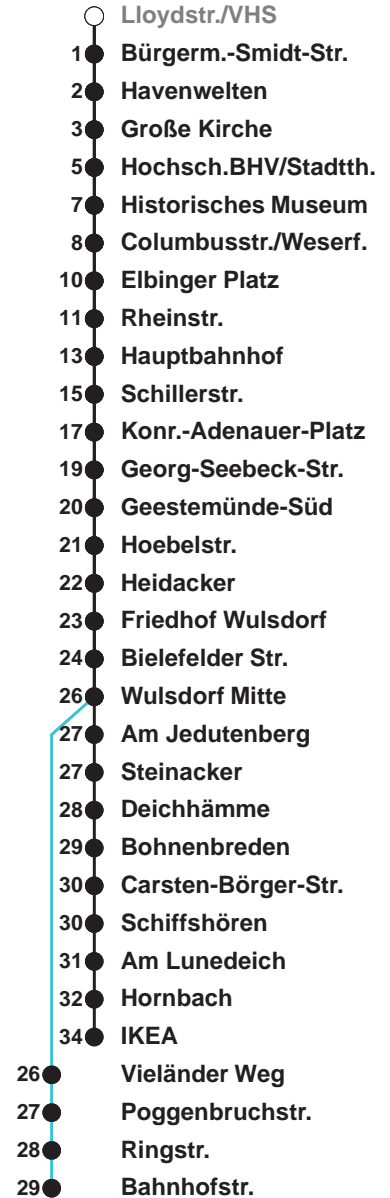 Lloydstr./VHS
1 Bürgerm.-Smidt-Str.
2 Havenwelten
3 Große Kirche
5 Hochsch.BHV/Stadtth.
7 Historisches Museum
8 Columbusstr./Weserf.
10 Elbinger Platz
11 Rheinstr.
13 Hauptbahnhof
15 Schillerstr.
17 Konr.-Adenauer-Platz
19 Georg-Seebeck-Str.
20 Geestemünde-Süd
21 Hoebelstr.
22 Heidacker
23 Friedhof Wulsdorf
24 Bielefelder Str.
26 Wulsdorf Mitte
27 Am Jedutenberg
27 Steinacker
28 Deichhämme
29 Bohnenbreden
30 Carsten-Börger-Str.
30 Schiffshören
31 Am Lunedeich
32 Hornbach
34 IKEA
26 Vieländer Weg
27 Poggenbruchstr.
28 Ringstr.
29 Bahnhofstr.